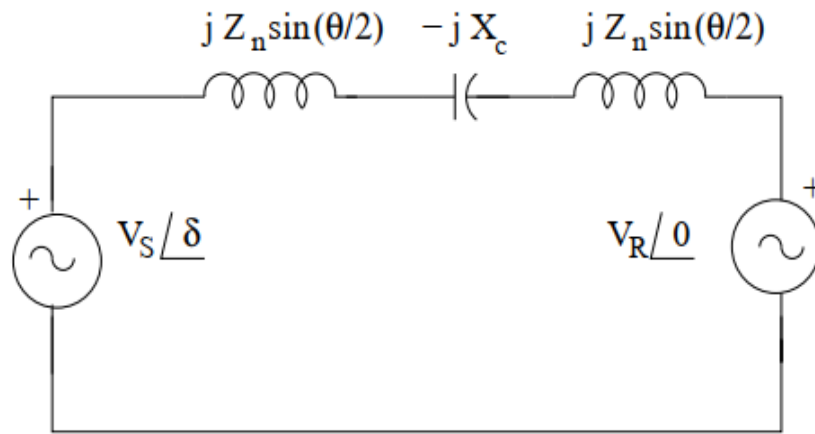 j Z_n sin(θ/2)
− j X_c
j Z_n sin(θ/2)
+
V_S∠δ
+
V_R∠0